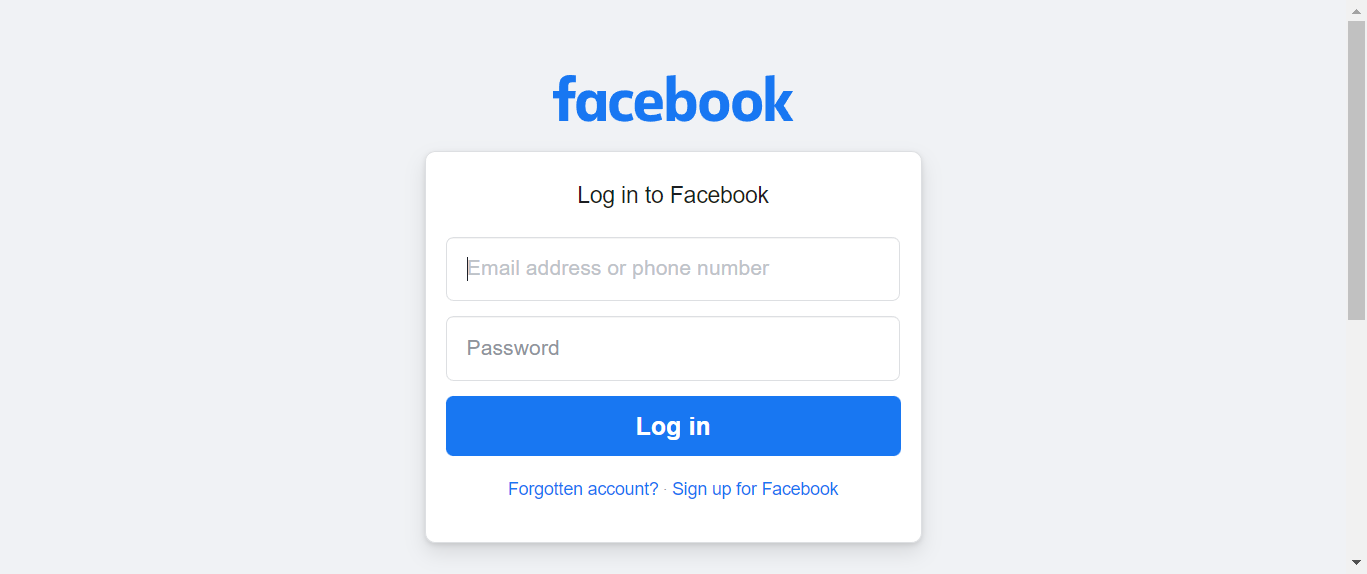 facebook
Log in to Facebook
Email address or phone number
Password
Log in
Forgotten account? · Sign up for Facebook